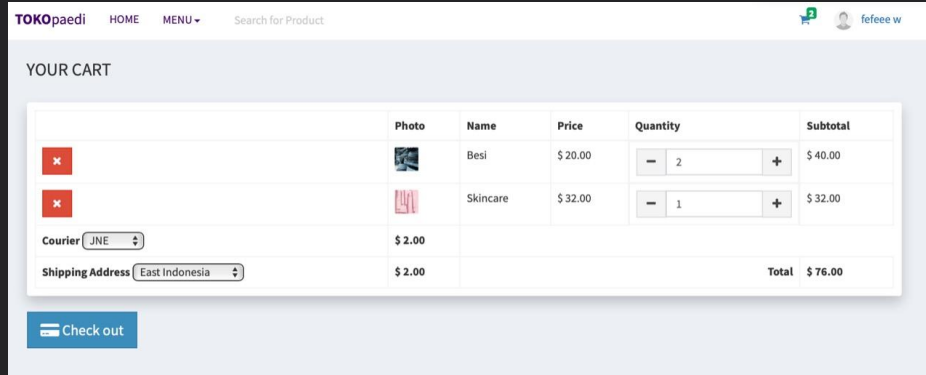 TOKOpaedi HOME MENU Search for Product 2 fefeee w
YOUR CART
Photo Name Price Quantity Subtotal
Besi $ 20.00 2 $ 40.00
Skincare $ 32.00 1 $ 32.00
Courier JNE $ 2.00
Shipping Address East Indonesia $ 2.00 Total $ 76.00
Check out